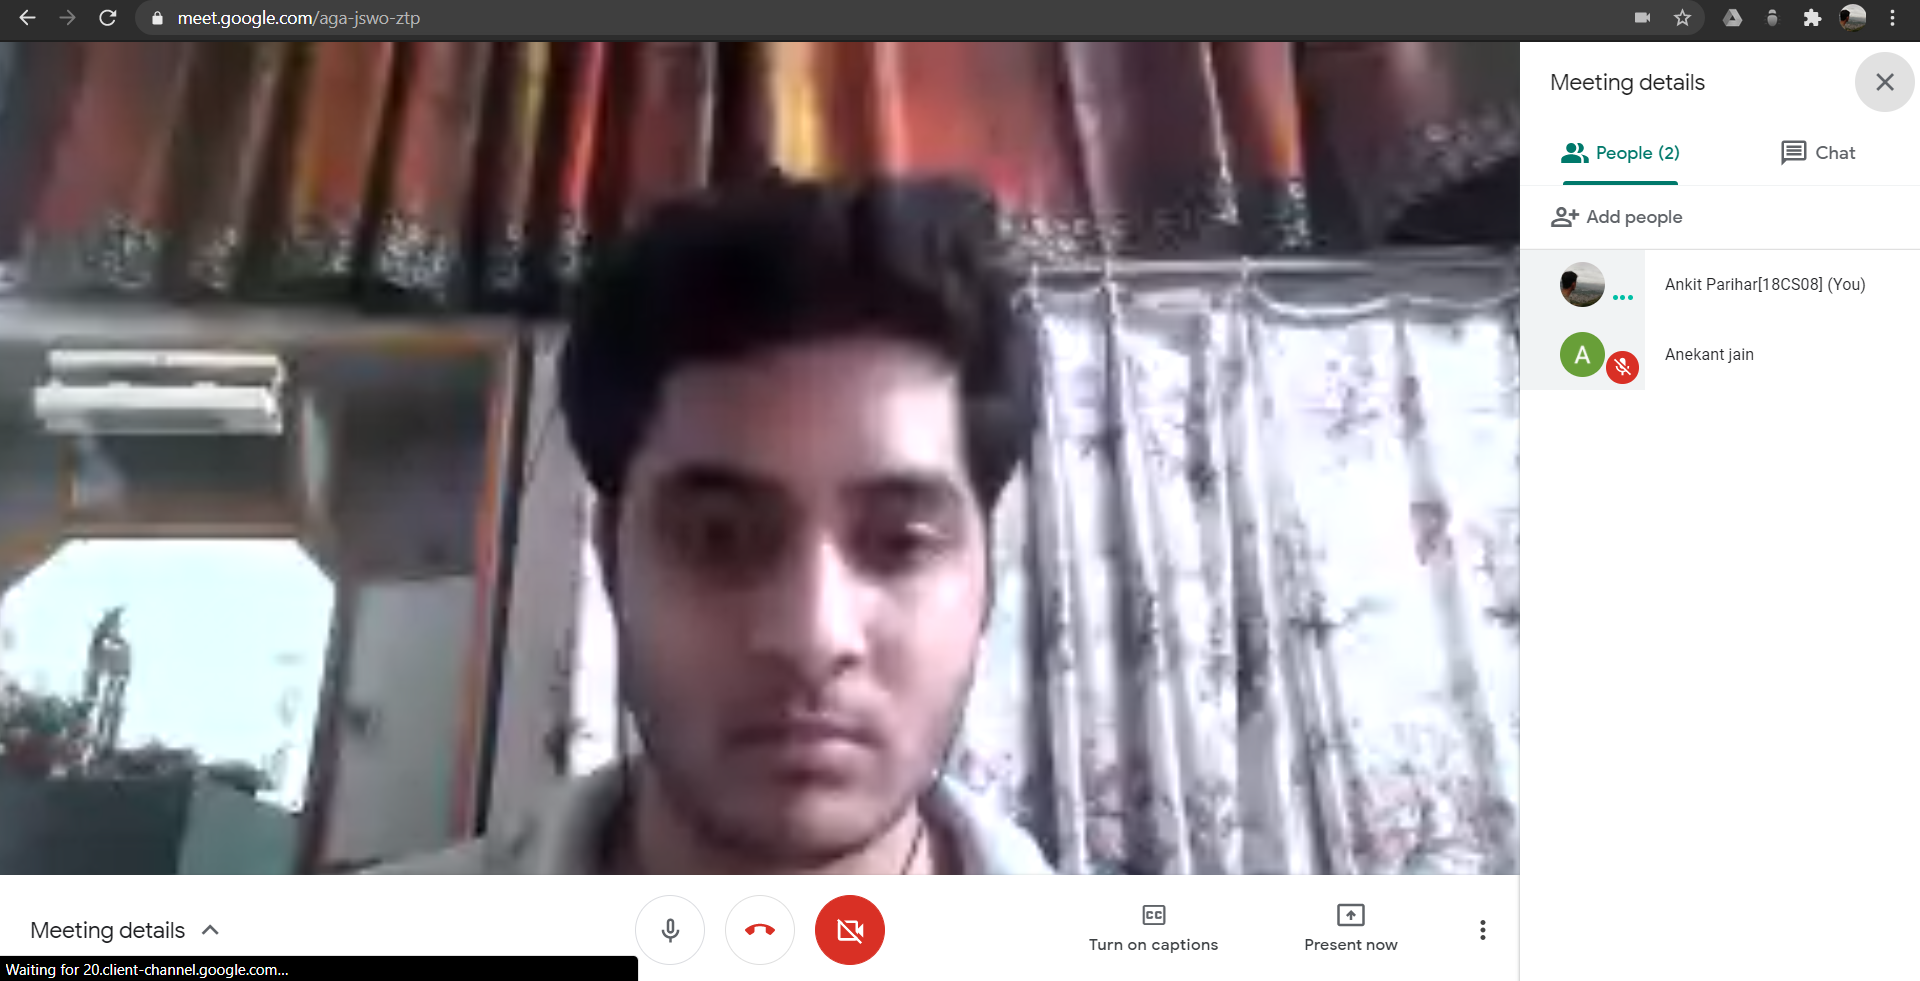 meet.google.com/aga-jswo-ztp
Meeting details
People (2)
Chat
Add people
Ankit Parihar[18CS08] (You)
A
Anekant jain
Meeting details
CC
Turn on captions
Present now
Waiting for 20.client-channel.google.com...